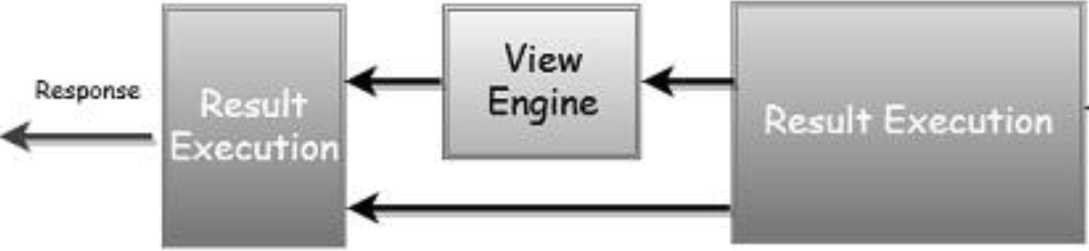 Response
Result
Execution
View
Engine
Result Execution